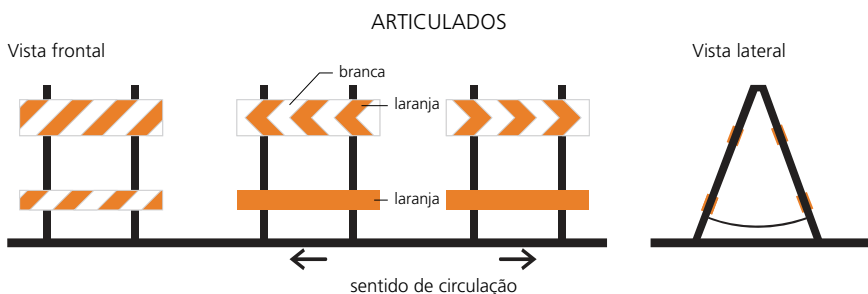 ARTICULADOS
Vista frontal
Vista lateral
branca
laranja
laranja
sentido de circulação